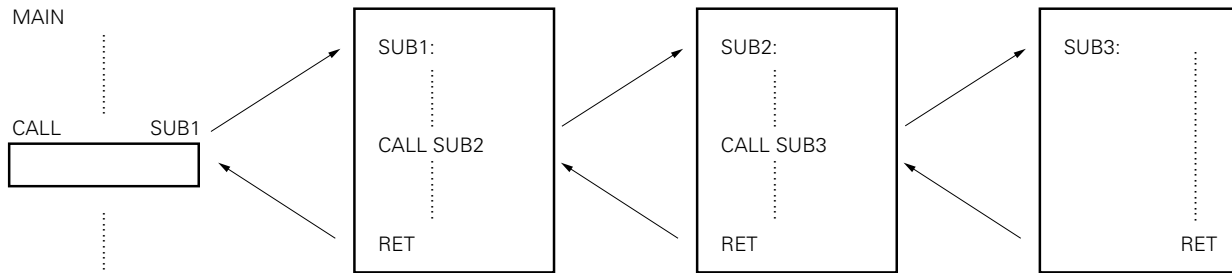 MAIN
CALL SUB1
SUB1:
CALL SUB2
RET
SUB2:
CALL SUB3
RET
SUB3:
RET